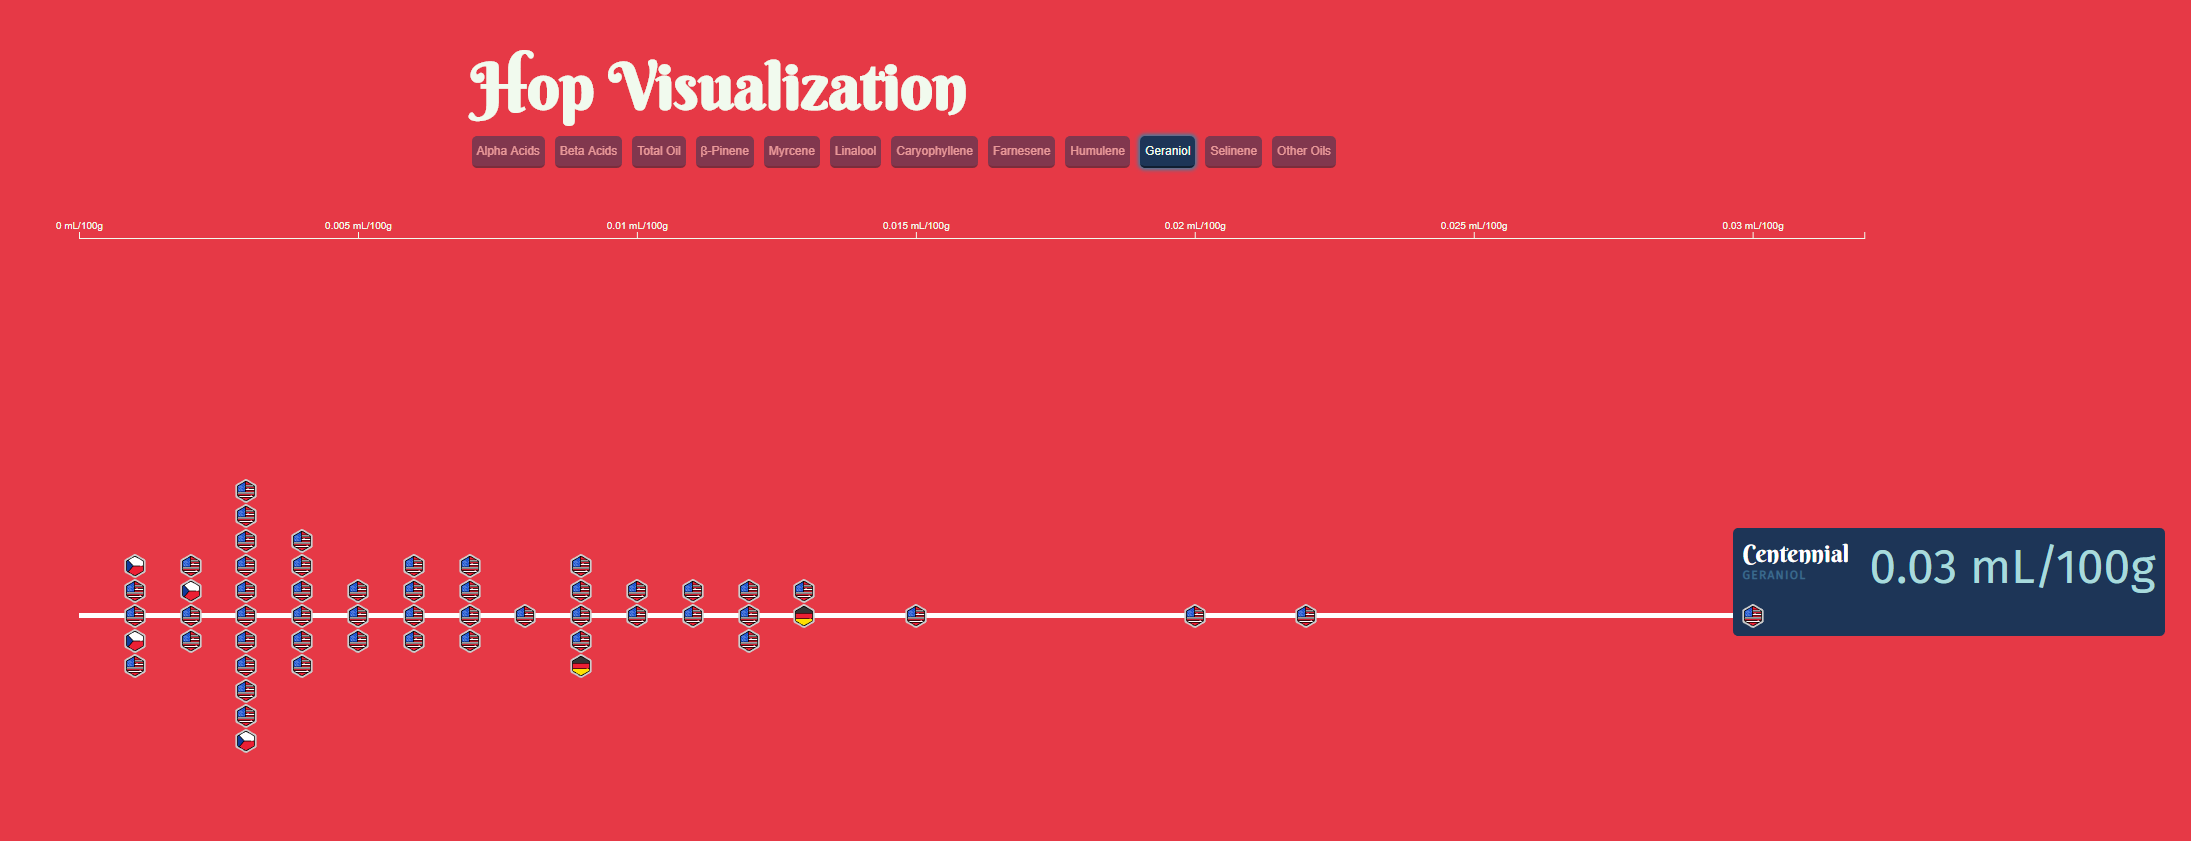 Hop Visualization
Alpha Acids Beta Acids Total Oil β-Pinene Myrcene Linalool Caryophyllene Farnesene Humulene Geraniol Selinene Other Oils
0 mL/100g 0.005 mL/100g 0.01 mL/100g 0.015 mL/100g 0.02 mL/100g 0.025 mL/100g 0.03 mL/100g
Centennial 0.03 mL/100g
GERANIOL